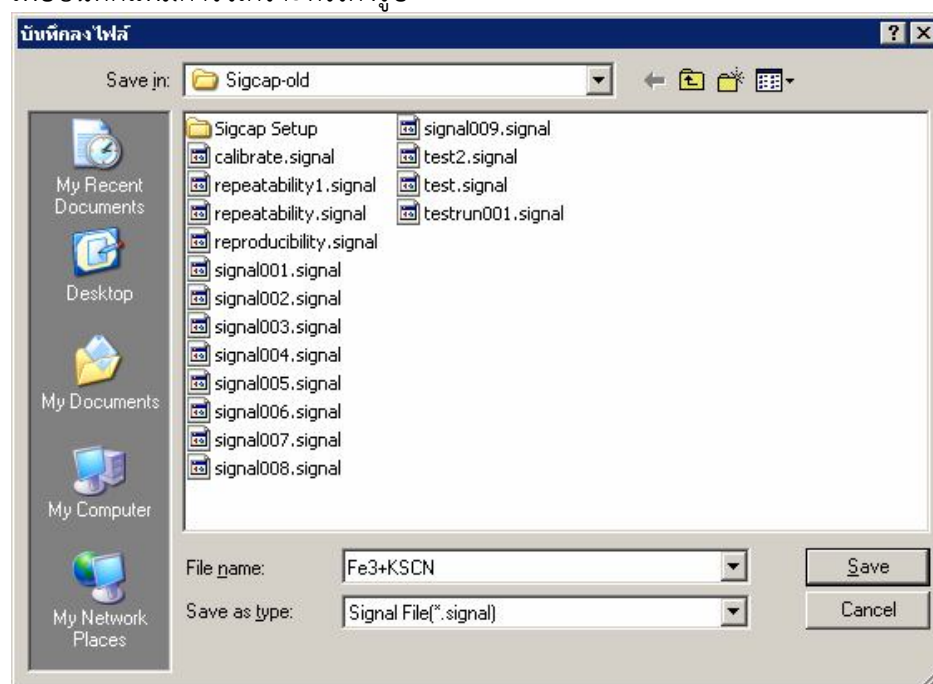 บันทึกลงไฟล์
Save in: Sigcap-old
My Recent Documents
Desktop
My Documents
My Computer
My Network Places
Sigcap Setup
calibrate.signal
repeatability1.signal
repeatability.signal
reproducibility.signal
signal001.signal
signal002.signal
signal003.signal
signal004.signal
signal005.signal
signal006.signal
signal007.signal
signal008.signal
signal009.signal
test2.signal
test.signal
testrun001.signal
File name: Fe3+KSCN Save
Save as type: Signal File(*.signal) Cancel